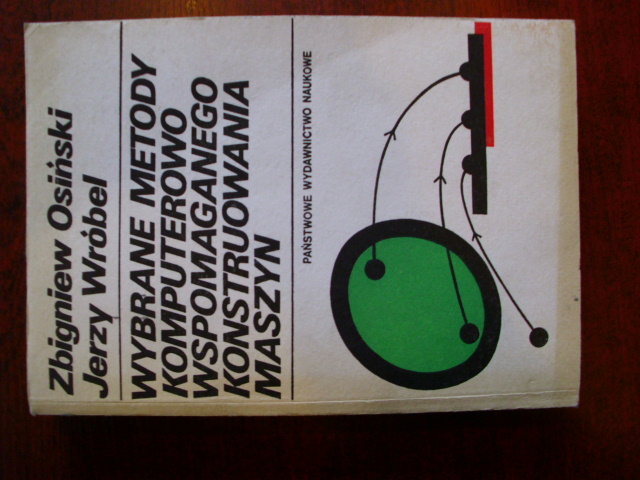 Zbigniew Osiński
Jerzy Wróbel
WYBRANE METODY
KOMPUTEROWO
WSPOMAGANEGO
KONSTRUOWANIA
MASZYN
PAŃSTWOWE WYDAWNICTWO NAUKOWE